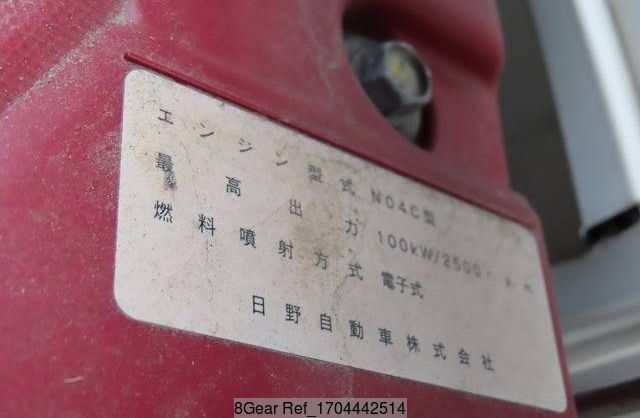 エンジン型式 N04C型
最高出力 100kW/2500
燃料噴射方式 電子式
日野自動車株式会社
8Gear Ref_1704442514